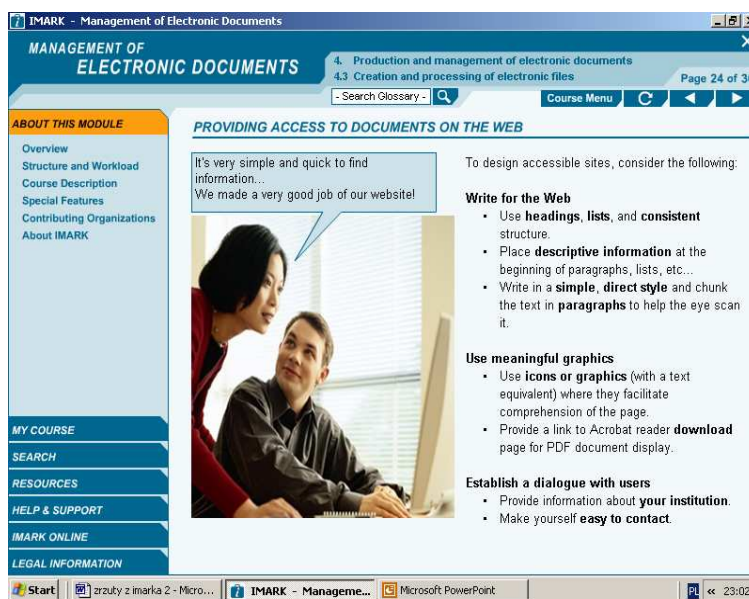 IMARK - Management of Electronic Documents
MANAGEMENT OF
ELECTRONIC DOCUMENTS
4. Production and management of electronic documents
4.3 Creation and processing of electronic files
Page 24 of 36
- Search Glossary -
Course Menu
ABOUT THIS MODULE
Overview
Structure and Workload
Course Description
Special Features
Contributing Organizations
About IMARK
MY COURSE
SEARCH
RESOURCES
HELP & SUPPORT
IMARK ONLINE
LEGAL INFORMATION
PROVIDING ACCESS TO DOCUMENTS ON THE WEB
It's very simple and quick to find
information...
We made a very good job of our website!
To design accessible sites, consider the following:
Write for the Web
▪ Use headings, lists, and consistent
structure.
▪ Place descriptive information at the
beginning of paragraphs, lists, etc...
▪ Write in a simple, direct style and chunk
the text in paragraphs to help the eye scan
it.
Use meaningful graphics
▪ Use icons or graphics (with a text
equivalent) where they facilitate
comprehension of the page.
▪ Provide a link to Acrobat reader download
page for PDF document display.
Establish a dialogue with users
▪ Provide information about your institution.
▪ Make yourself easy to contact.
Start
zrzuty z imarka 2 - Micro...
IMARK - Manageme...
Microsoft PowerPoint
PL « 23:02